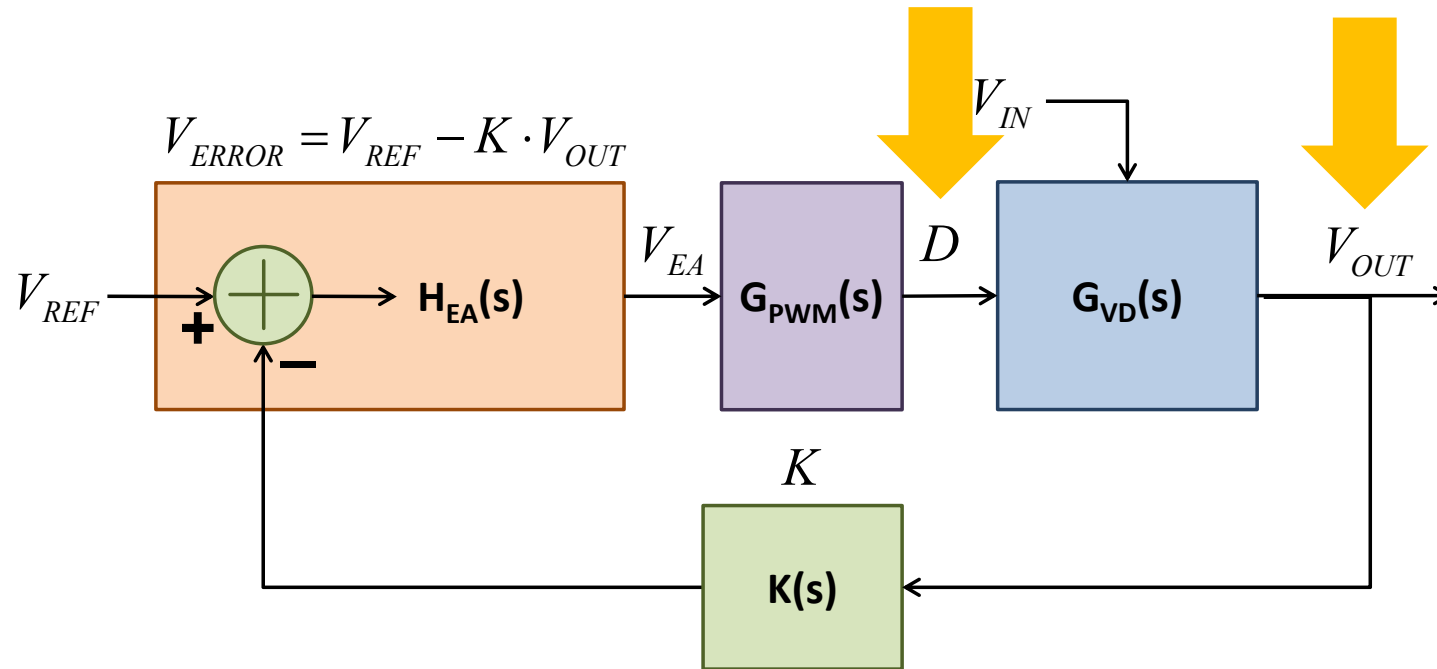 V_IN
V_ERROR = V_REF − K · V_OUT
V_EA
D
V_OUT
V_REF
+
−
H_EA(s)
G_PWM(s)
G_VD(s)
K
K(s)